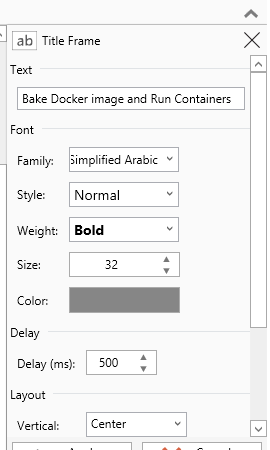 ab Title Frame
Text
Bake Docker image and Run Containers
Font
Family: Simplified Arabic
Style: Normal
Weight: Bold
Size: 32
Color:
Delay
Delay (ms): 500
Layout
Vertical: Center